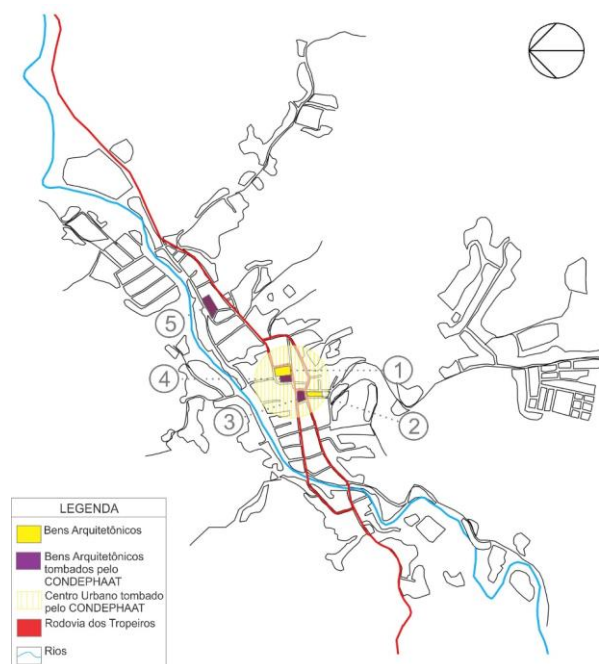 1
2
3
4
5
LEGENDA
Bens Arquitetônicos
Bens Arquitetônicos
tombados pelo
CONDEPHAAT
Centro Urbano tombado
pelo CONDEPHAAT
Rodovia dos Tropeiros
Rios